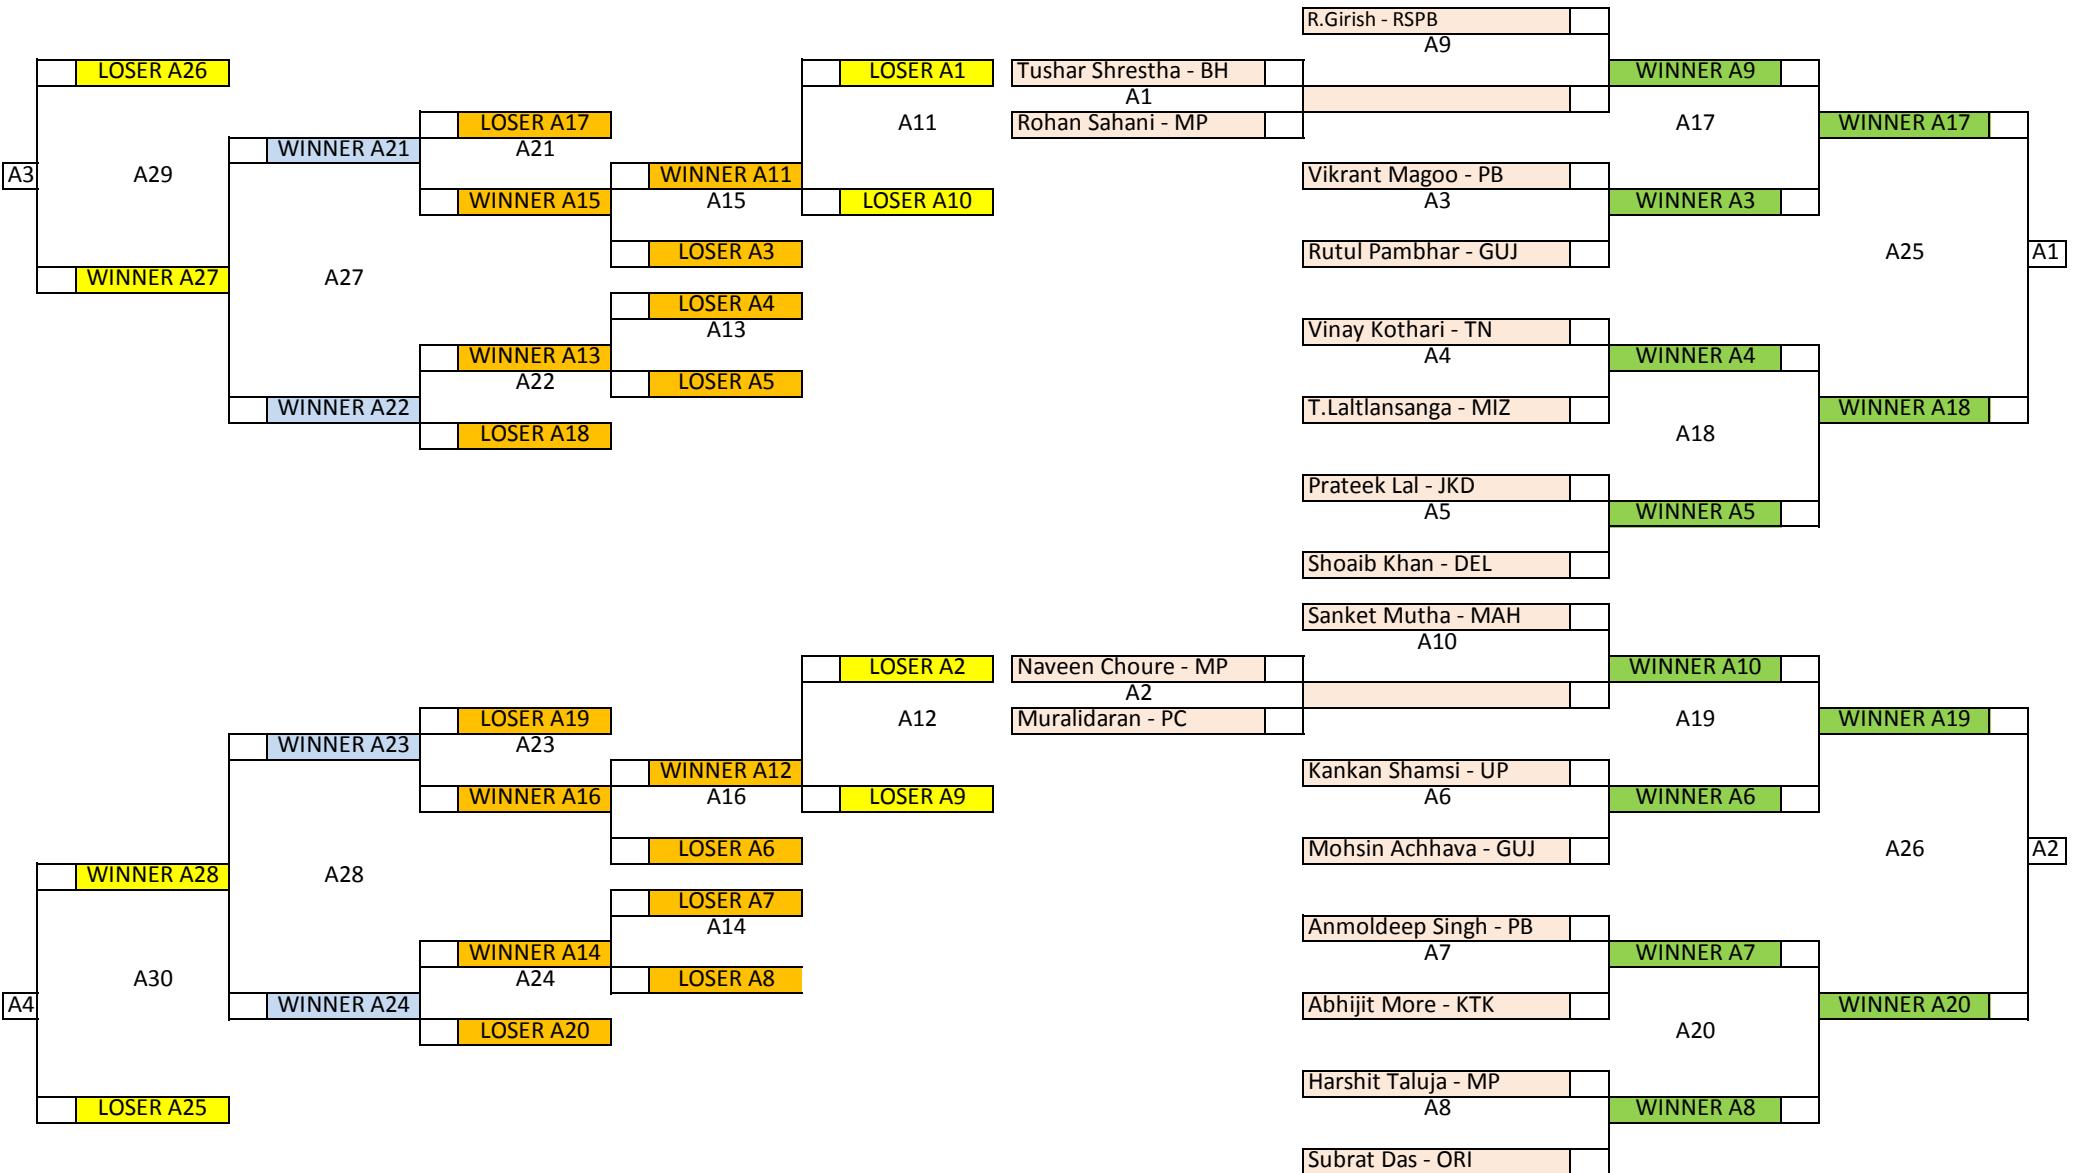 R.Girish - RSPB
A9
LOSER A26
LOSER A1
Tushar Shrestha - BH
WINNER A9
A1
LOSER A17
A11
Rohan Sahani - MP
A17
WINNER A17
WINNER A21
A21
A3
A29
WINNER A11
Vikrant Magoo - PB
WINNER A15
A15
LOSER A10
A3
WINNER A3
LOSER A3
Rutul Pambhar - GUJ
A25
A1
WINNER A27
A27
LOSER A4
A13
Vinay Kothari - TN
WINNER A13
A4
WINNER A4
A22
LOSER A5
WINNER A22
T.Laltlansanga - MIZ
WINNER A18
LOSER A18
A18
Prateek Lal - JKD
A5
WINNER A5
Shoaib Khan - DEL
Sanket Mutha - MAH
A10
LOSER A2
Naveen Choure - MP
WINNER A10
A2
LOSER A19
A12
Muralidaran - PC
A19
WINNER A19
WINNER A23
A23
WINNER A12
Kankan Shamsi - UP
WINNER A16
A16
LOSER A9
A6
WINNER A6
LOSER A6
Mohsin Achhava - GUJ
A26
A2
WINNER A28
A28
LOSER A7
A14
Anmoldeep Singh - PB
WINNER A14
A7
WINNER A7
A30
A24
LOSER A8
A4
WINNER A24
Abhijit More - KTK
WINNER A20
LOSER A20
A20
Harshit Taluja - MP
LOSER A25
A8
WINNER A8
Subrat Das - ORI